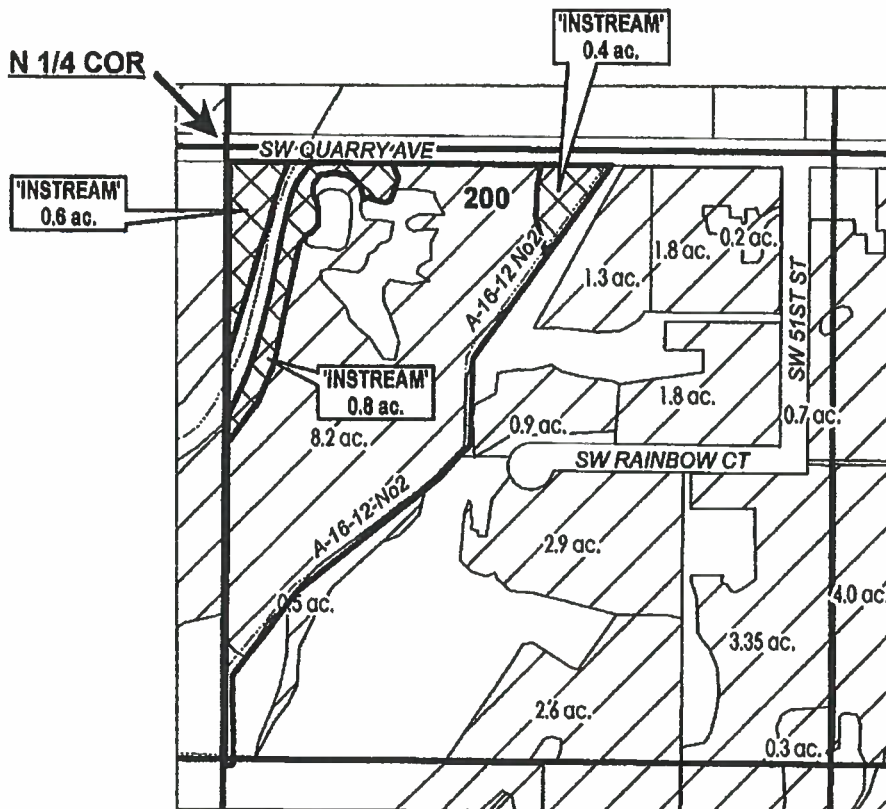 'INSTREAM'
0.4 ac.
N 1/4 COR
SW QUARRY AVE
'INSTREAM'
0.6 ac.
200
A-16-12 No2
1.3 ac.
1.8 ac.
0.2 ac.
SW 51ST ST
'INSTREAM'
0.8 ac.
8.2 ac.
0.9 ac.
1.8 ac.
0.7 ac.
SW RAINBOW CT
A-16-12 No2
2.9 ac.
0.5 ac.
4.0 ac.
3.35 ac.
2.6 ac.
0.3 ac.